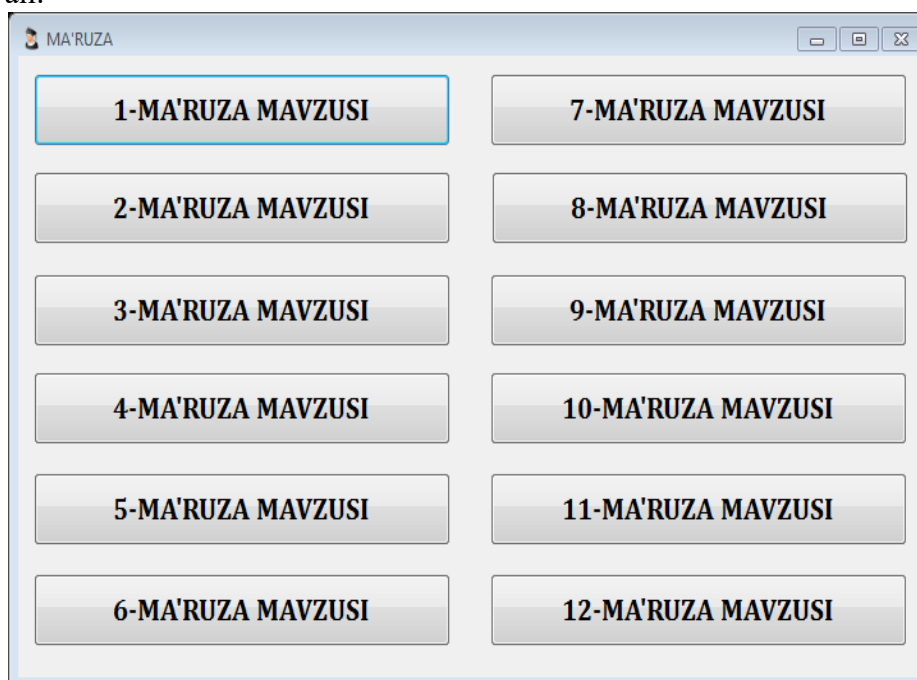 MA'RUZA
1-MA'RUZA MAVZUSI
2-MA'RUZA MAVZUSI
3-MA'RUZA MAVZUSI
4-MA'RUZA MAVZUSI
5-MA'RUZA MAVZUSI
6-MA'RUZA MAVZUSI
7-MA'RUZA MAVZUSI
8-MA'RUZA MAVZUSI
9-MA'RUZA MAVZUSI
10-MA'RUZA MAVZUSI
11-MA'RUZA MAVZUSI
12-MA'RUZA MAVZUSI